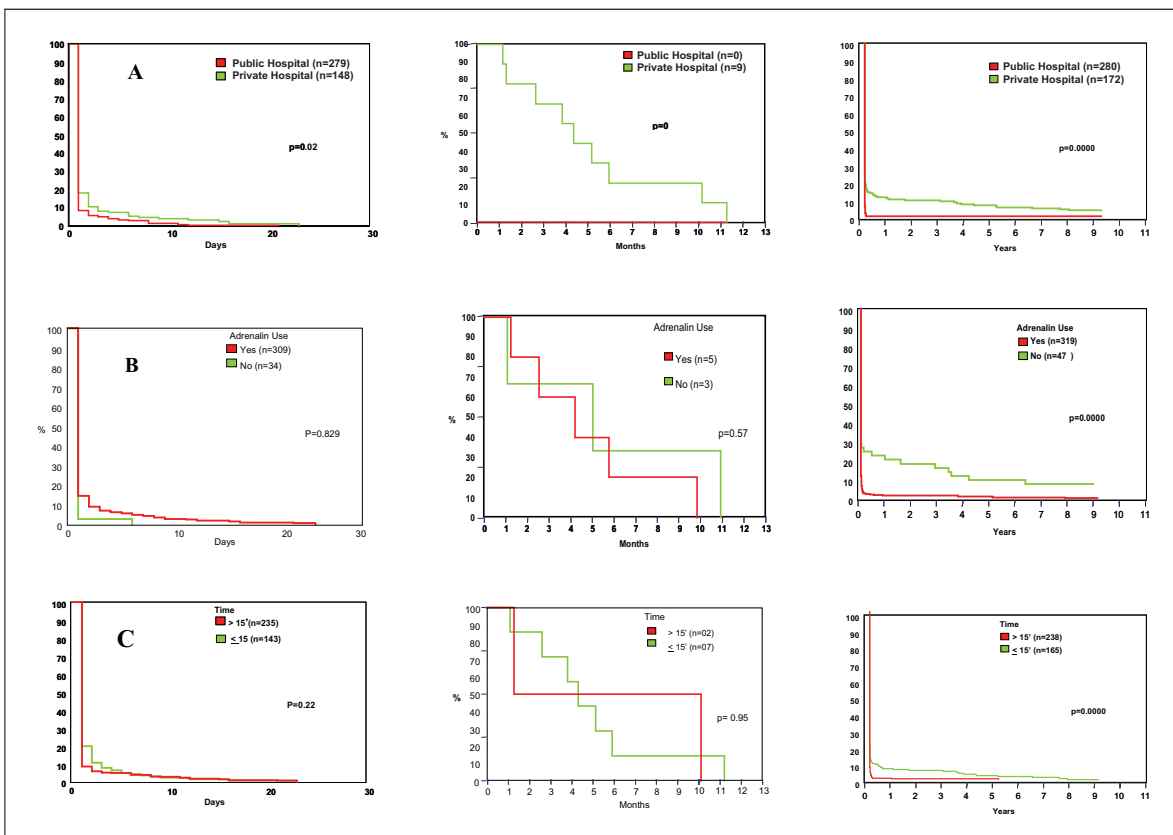 A
Public Hospital (n=279)
Private Hospital (n=148)
p=0.02
100
90
80
70
60
50
40
30
20
10
0
0 10 20 30
Days
Public Hospital (n=0)
Private Hospital (n=9)
p=0
%
100
90
80
70
60
50
40
30
20
10
0
0 1 2 3 4 5 6 7 8 9 10 11 12 13
Months
Public Hospital (n=280)
Private Hospital (n=172)
p=0.0000
100
90
80
70
60
50
40
30
20
10
0
0 1 2 3 4 5 6 7 8 9 10 11
Years
B
Adrenalin Use
Yes (n=309)
No (n=34)
P=0.829
%
100
90
80
70
60
50
40
30
20
10
0
0 10 20 30
Days
Adrenalin Use
Yes (n=5)
No (n=3)
p=0.57
%
100
90
80
70
60
50
40
30
20
10
0
0 1 2 3 4 5 6 7 8 9 10 11 12 13
Months
Adrenalin Use
Yes (n=319)
No (n=47 )
p=0.0000
100
90
80
70
60
50
40
30
20
10
0
0 1 2 3 4 5 6 7 8 9 10 11
Years
C
Time
> 15'(n=235)
≤ 15 (n=143)
P=0.22
100
90
80
70
60
50
40
30
20
10
0
0 10 20 30
Days
Time
> 15' (n=02)
≤ 15' (n=07)
p= 0.95
%
100
90
80
70
60
50
40
30
20
10
0
0 1 2 3 4 5 6 7 8 9 10 11 12 13
Months
Time
> 15' (n=238)
≤ 15' (n=165)
p=0.0000
100
90
80
70
60
50
40
30
20
10
0
0 1 2 3 4 5 6 7 8 9 10 11
Years